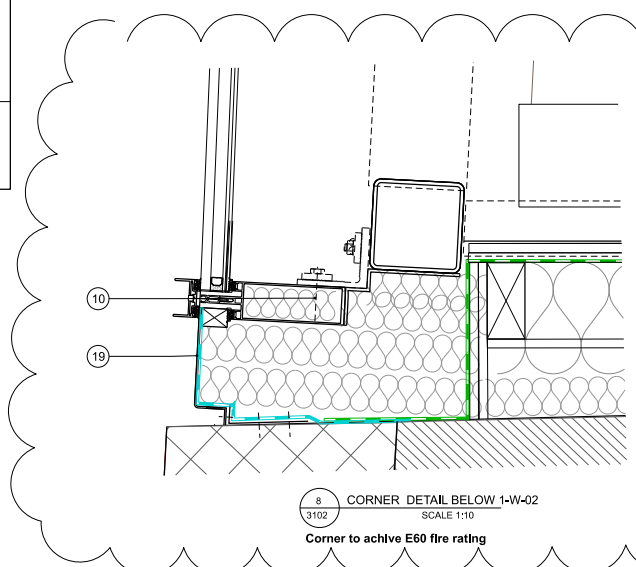 10
19
8
3102
CORNER DETAIL BELOW 1-W-02
SCALE 1:10
Corner to achive E60 fire rating